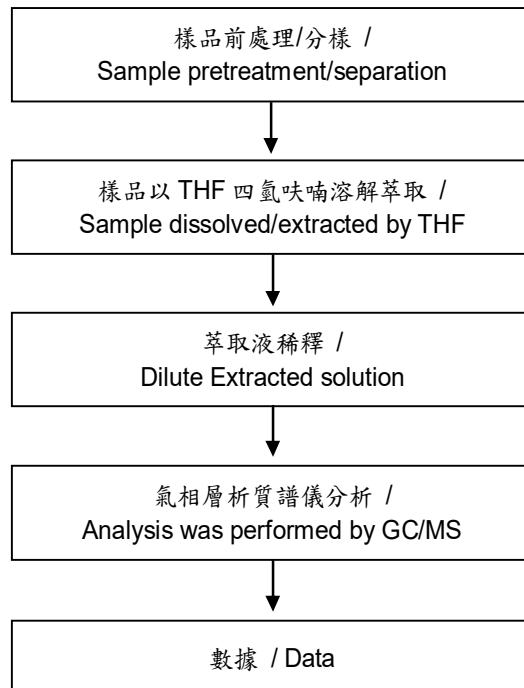 樣品前處理/分樣 /
Sample pretreatment/separation
樣品以 THF 四氫呋喃溶解萃取 /
Sample dissolved/extracted by THF
萃取液稀釋 /
Dilute Extracted solution
氣相層析質譜儀分析 /
Analysis was performed by GC/MS
數據 / Data